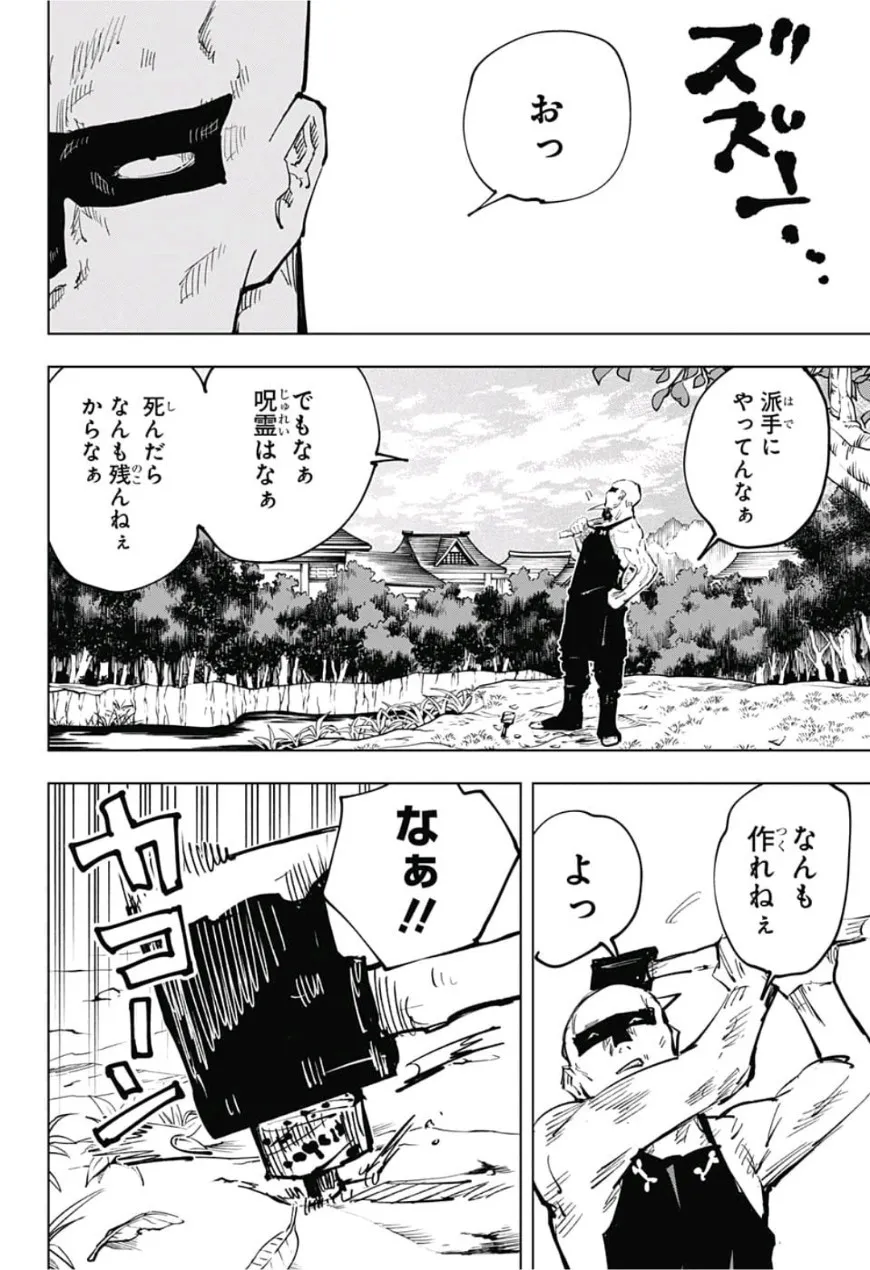 ズズー…
おっ
派手に
やってんなぁ
でもなぁ
呪霊はなぁ
死んだら
なんも残んねぇ
からなぁ
なんも
作れねぇ
よっ
なぁ!!
カコーン